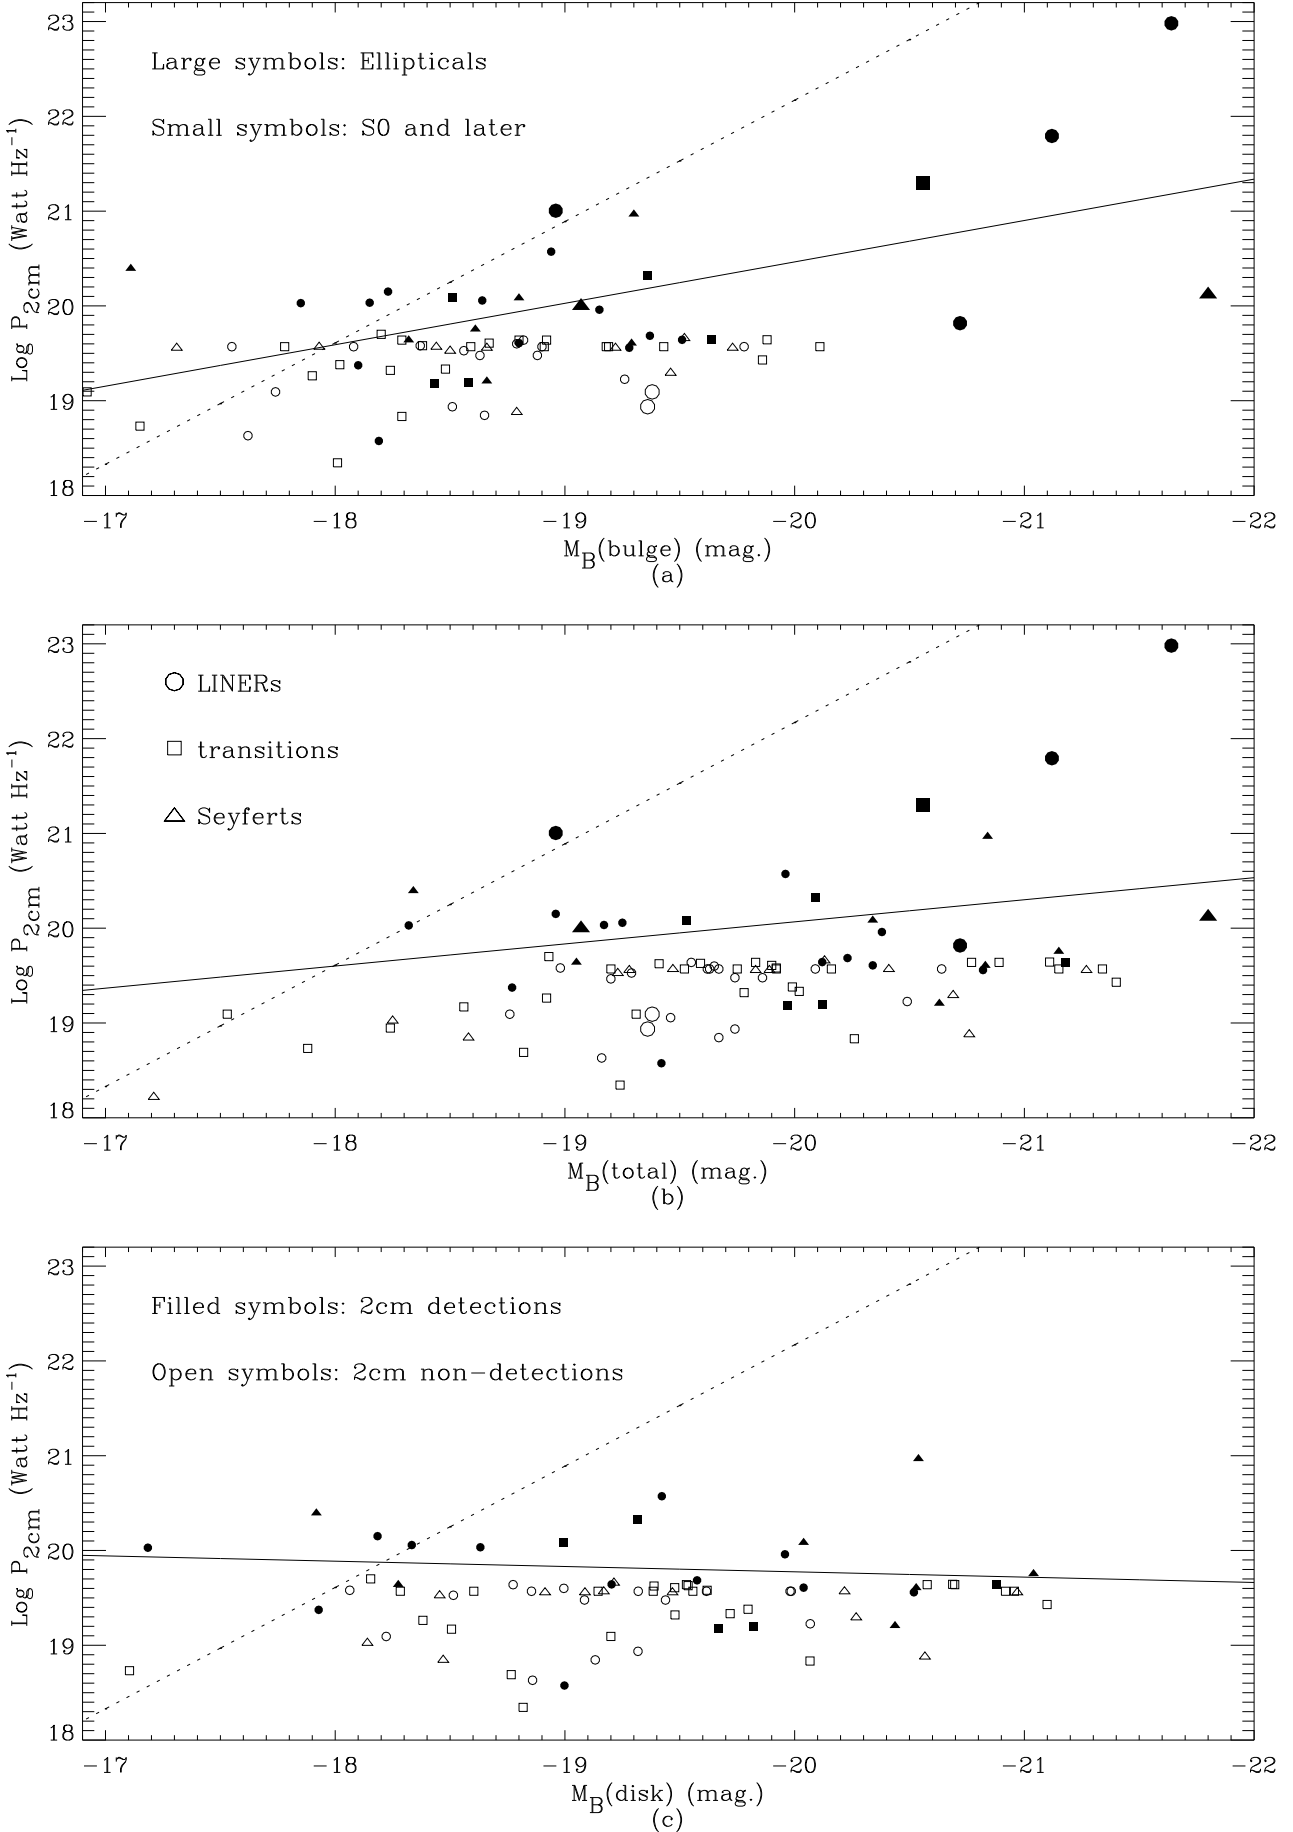 23
22
21
20
19
18
Log P2cm (Watt Hz−1)
Large symbols: Ellipticals
Small symbols: S0 and later
−17 −18 −19 −20 −21 −22
MB(bulge) (mag.)
(a)
23
22
21
20
19
18
Log P2cm (Watt Hz−1)
LINERs
transitions
Seyferts
−17 −18 −19 −20 −21 −22
MB(total) (mag.)
(b)
23
22
21
20
19
18
Log P2cm (Watt Hz−1)
Filled symbols: 2cm detections
Open symbols: 2cm non−detections
−17 −18 −19 −20 −21 −22
MB(disk) (mag.)
(c)